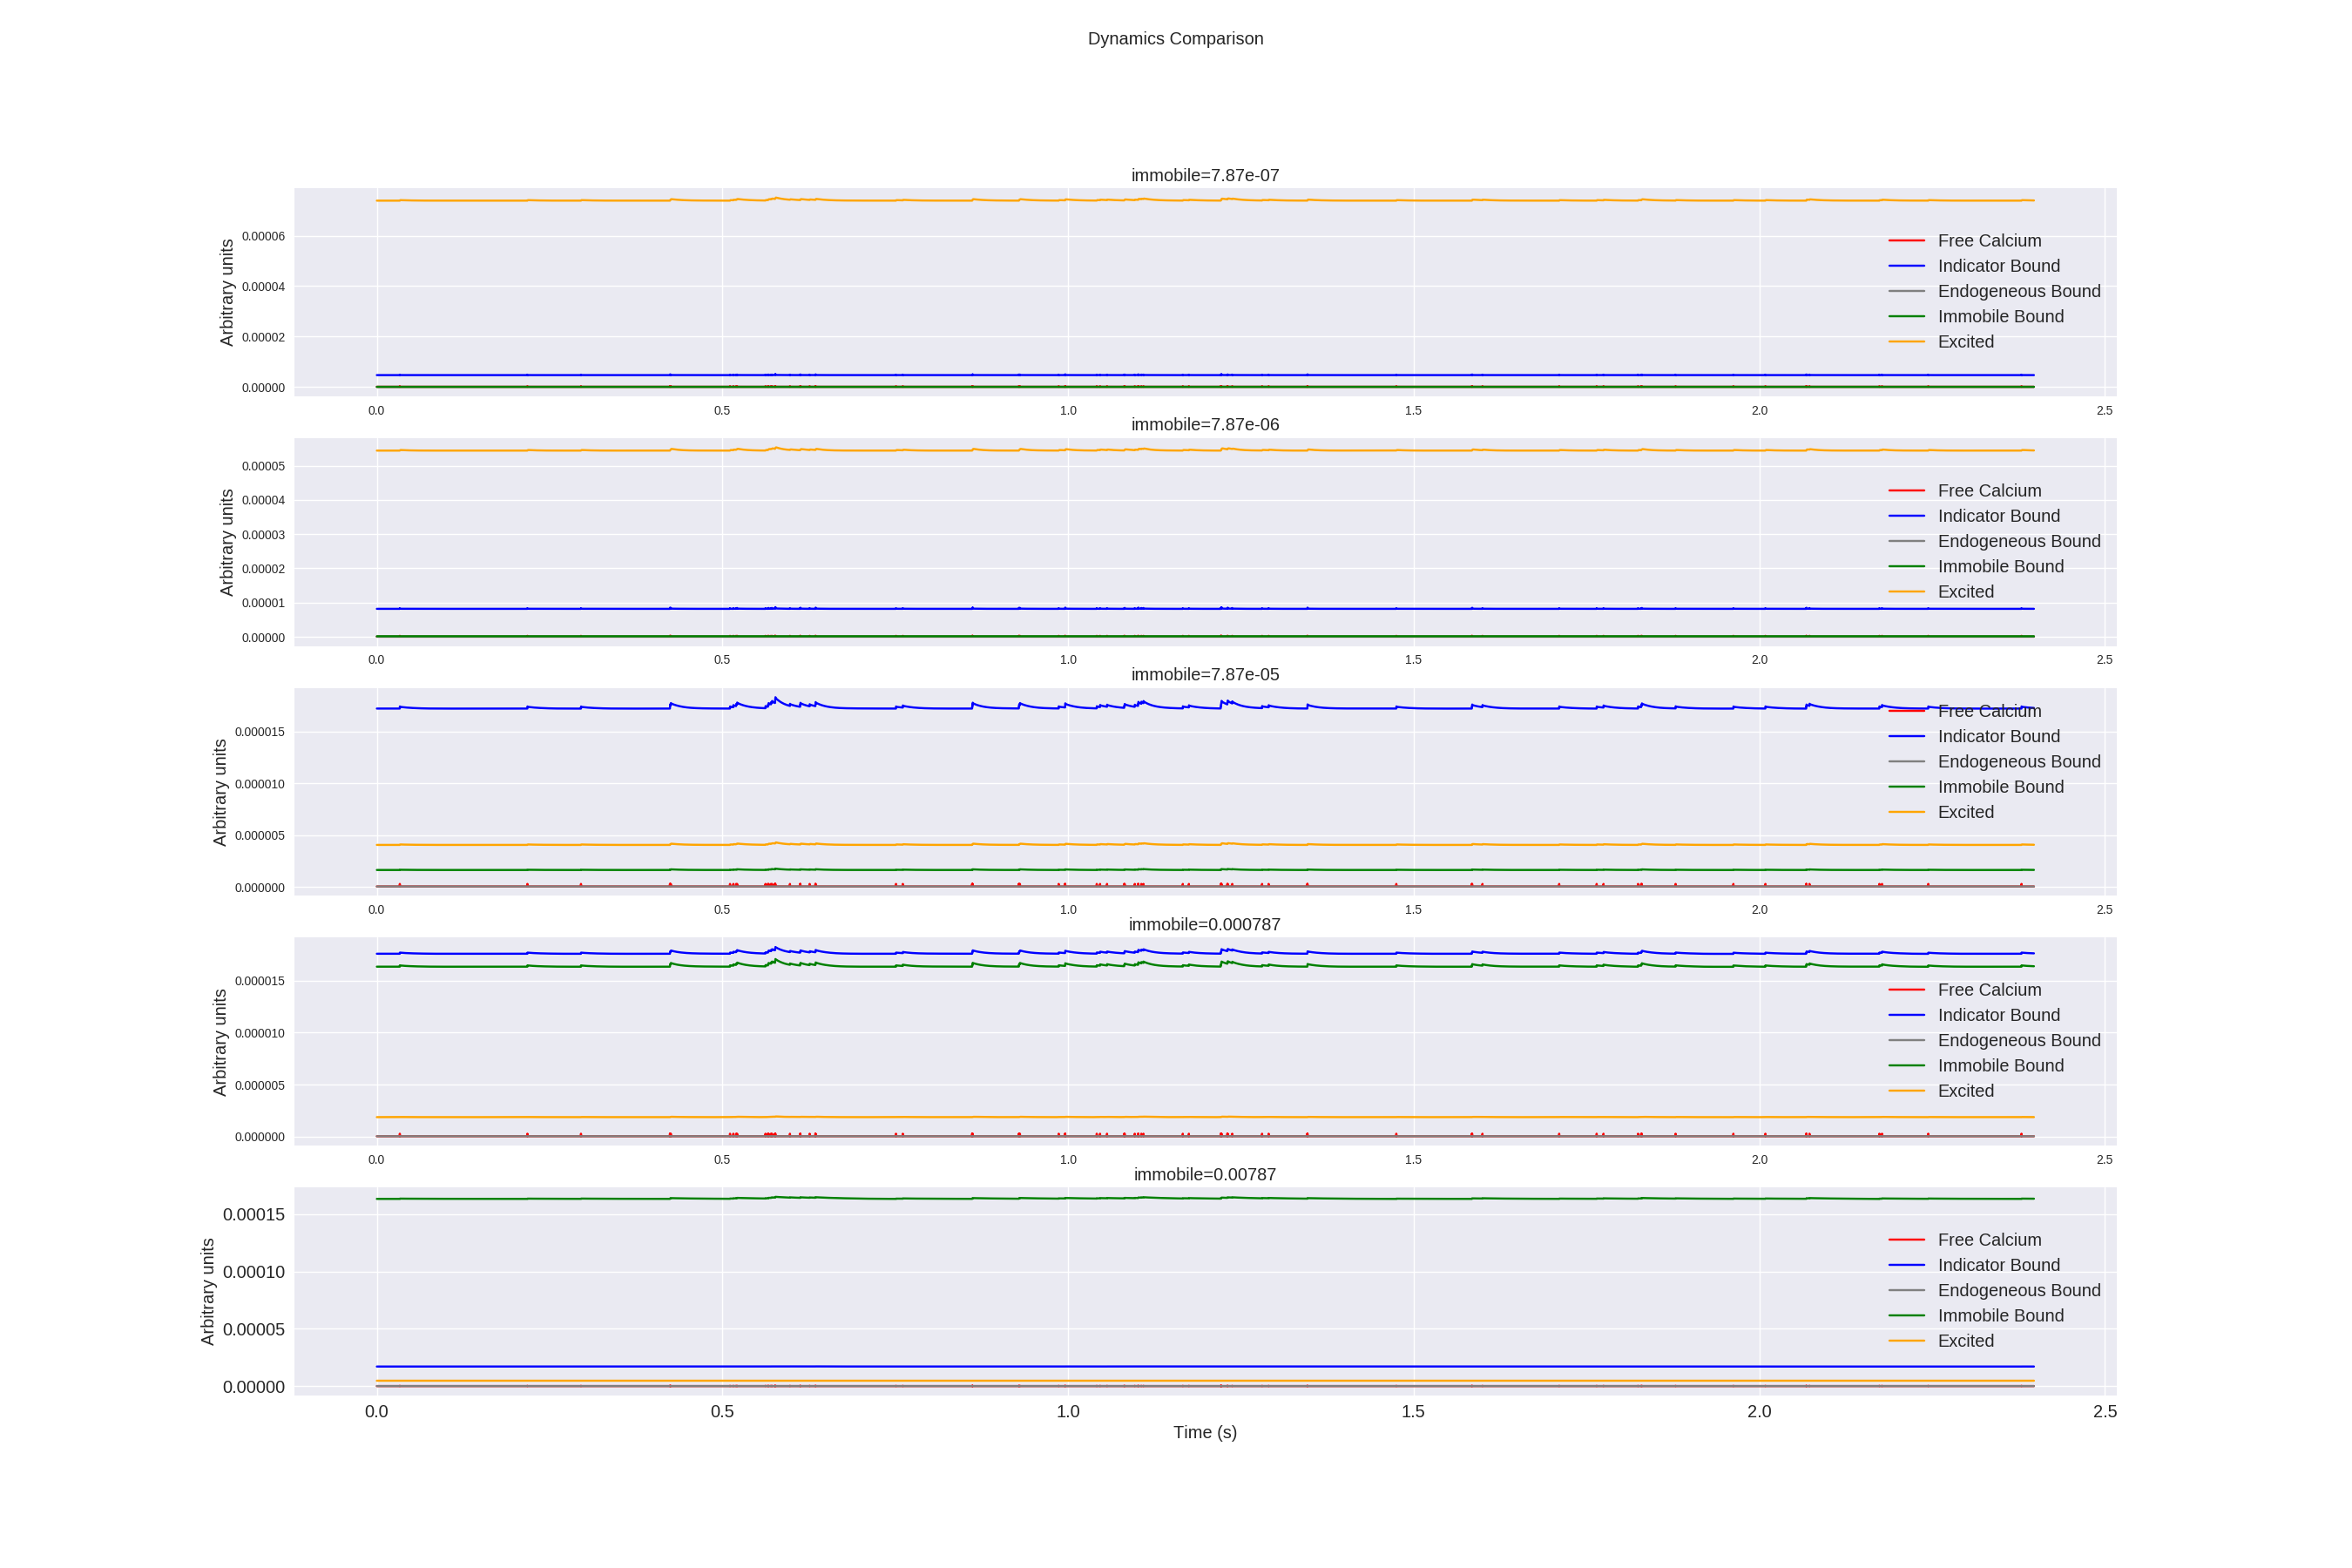 Dynamics Comparison
immobile=7.87e-07
Arbitrary units
0.00006
0.00004
0.00002
0.00000
Free Calcium
Indicator Bound
Endogeneous Bound
Immobile Bound
Excited
0.0 0.5 1.0 1.5 2.0 2.5
immobile=7.87e-06
Arbitrary units
0.00005
0.00004
0.00003
0.00002
0.00001
0.00000
Free Calcium
Indicator Bound
Endogeneous Bound
Immobile Bound
Excited
0.0 0.5 1.0 1.5 2.0 2.5
immobile=7.87e-05
Arbitrary units
0.000015
0.000010
0.000005
0.000000
Free Calcium
Indicator Bound
Endogeneous Bound
Immobile Bound
Excited
0.0 0.5 1.0 1.5 2.0 2.5
immobile=0.000787
Arbitrary units
0.000015
0.000010
0.000005
0.000000
Free Calcium
Indicator Bound
Endogeneous Bound
Immobile Bound
Excited
0.0 0.5 1.0 1.5 2.0 2.5
immobile=0.00787
Arbitrary units
0.00015
0.00010
0.00005
0.00000
Free Calcium
Indicator Bound
Endogeneous Bound
Immobile Bound
Excited
0.0 0.5 1.0 1.5 2.0 2.5
Time (s)